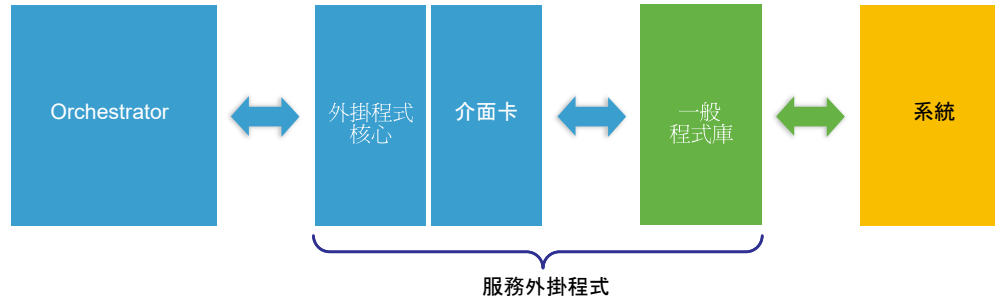 Orchestrator
外掛程式
核心
介面卡
一般
程式庫
系統
服務外掛程式